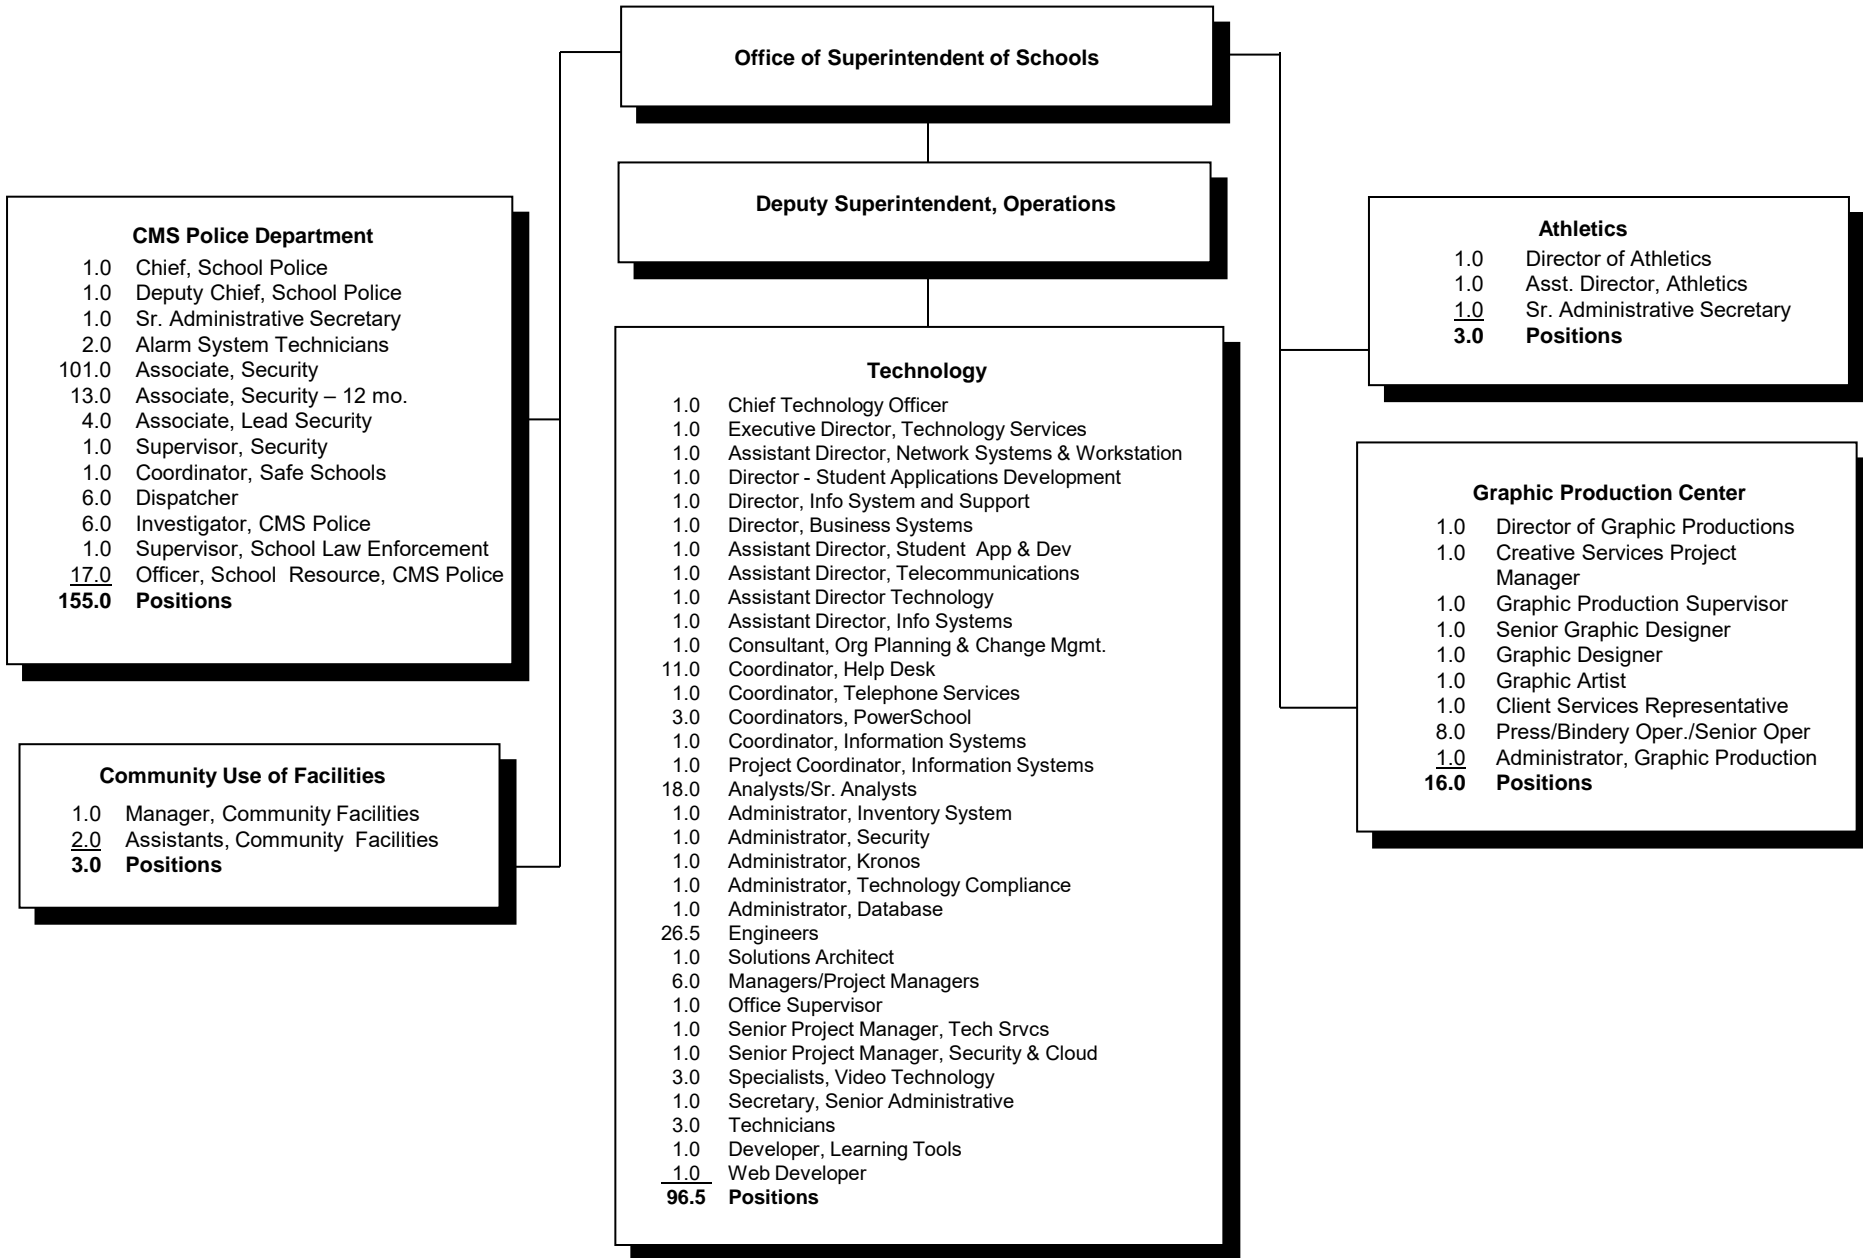 Office of Superintendent of Schools
Deputy Superintendent, Operations
CMS Police Department
1.0 Chief, School Police
1.0 Deputy Chief, School Police
1.0 Sr. Administrative Secretary
2.0 Alarm System Technicians
101.0 Associate, Security
13.0 Associate, Security – 12 mo.
4.0 Associate, Lead Security
1.0 Supervisor, Security
1.0 Coordinator, Safe Schools
6.0 Dispatcher
6.0 Investigator, CMS Police
1.0 Supervisor, School Law Enforcement
17.0 Officer, School Resource, CMS Police
155.0 Positions
Community Use of Facilities
1.0 Manager, Community Facilities
2.0 Assistants, Community Facilities
3.0 Positions
Technology
1.0 Chief Technology Officer
1.0 Executive Director, Technology Services
1.0 Assistant Director, Network Systems & Workstation
1.0 Director - Student Applications Development
1.0 Director, Info System and Support
1.0 Director, Business Systems
1.0 Assistant Director, Student App & Dev
1.0 Assistant Director, Telecommunications
1.0 Assistant Director Technology
1.0 Assistant Director, Info Systems
1.0 Consultant, Org Planning & Change Mgmt.
11.0 Coordinator, Help Desk
1.0 Coordinator, Telephone Services
3.0 Coordinators, PowerSchool
1.0 Coordinator, Information Systems
1.0 Project Coordinator, Information Systems
18.0 Analysts/Sr. Analysts
1.0 Administrator, Inventory System
1.0 Administrator, Security
1.0 Administrator, Kronos
1.0 Administrator, Technology Compliance
1.0 Administrator, Database
26.5 Engineers
1.0 Solutions Architect
6.0 Managers/Project Managers
1.0 Office Supervisor
1.0 Senior Project Manager, Tech Srvcs
1.0 Senior Project Manager, Security & Cloud
3.0 Specialists, Video Technology
1.0 Secretary, Senior Administrative
3.0 Technicians
1.0 Developer, Learning Tools
1.0 Web Developer
96.5 Positions
Athletics
1.0 Director of Athletics
1.0 Asst. Director, Athletics
1.0 Sr. Administrative Secretary
3.0 Positions
Graphic Production Center
1.0 Director of Graphic Productions
1.0 Creative Services Project
Manager
1.0 Graphic Production Supervisor
1.0 Senior Graphic Designer
1.0 Graphic Designer
1.0 Graphic Artist
1.0 Client Services Representative
8.0 Press/Bindery Oper./Senior Oper
1.0 Administrator, Graphic Production
16.0 Positions